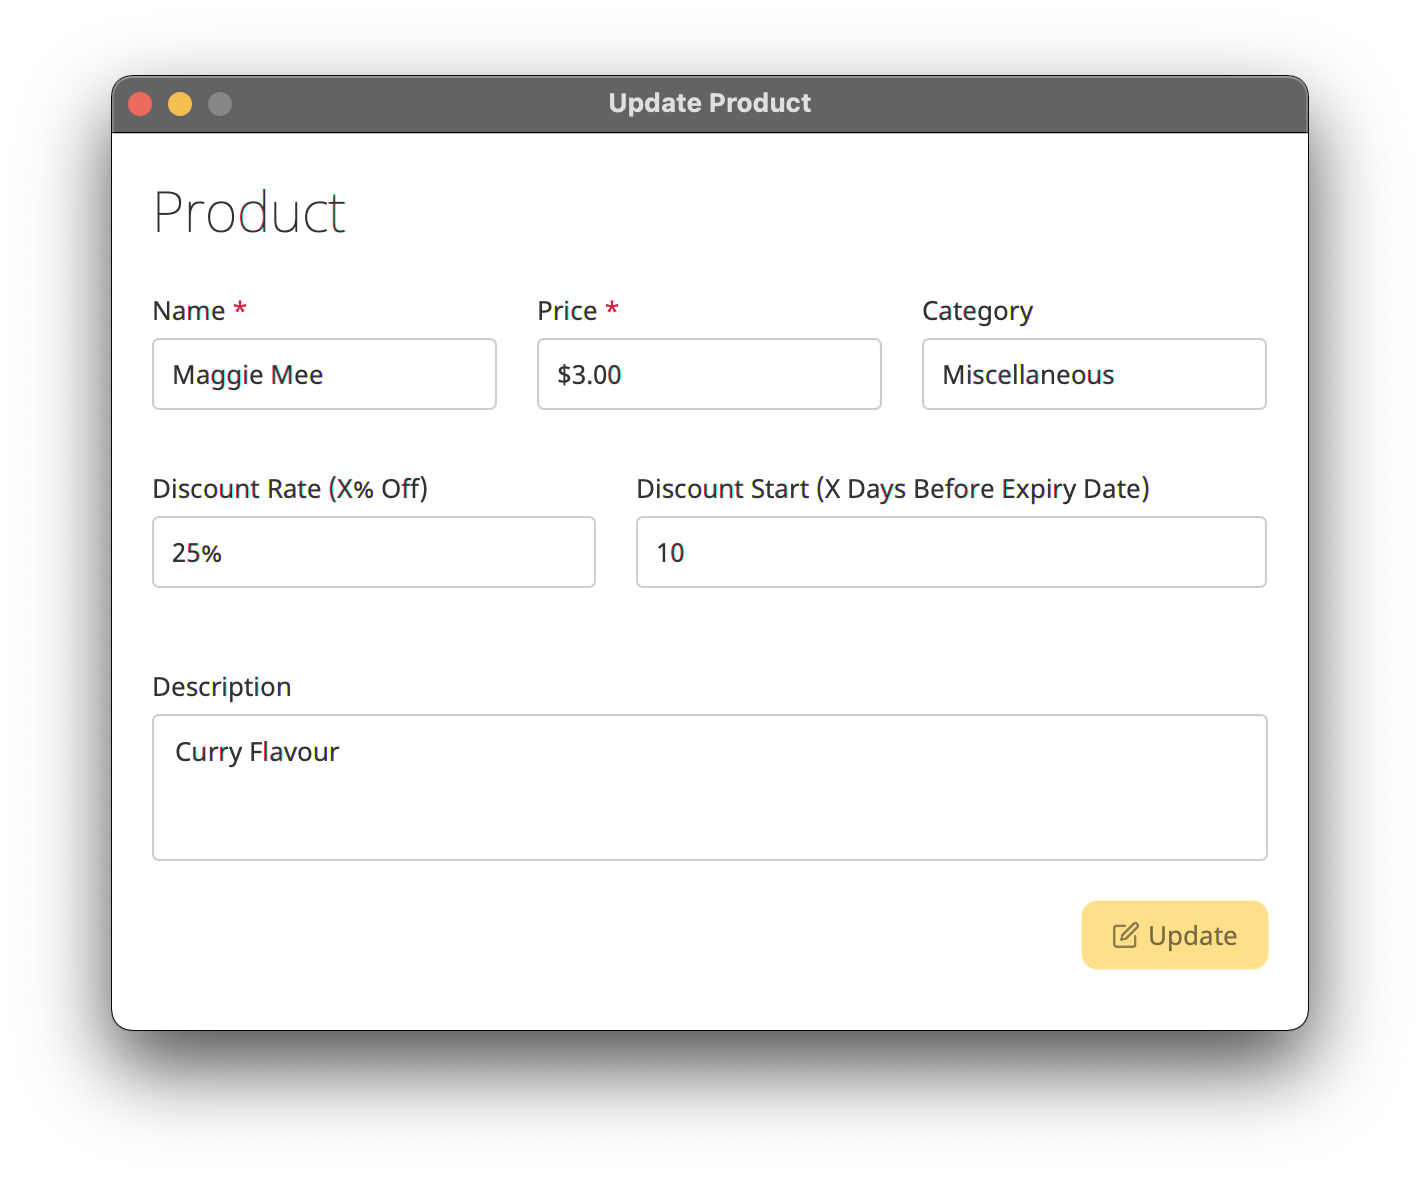 Update Product
Product
Name *
Price *
Category
Maggie Mee
$3.00
Miscellaneous
Discount Rate (X% Off)
Discount Start (X Days Before Expiry Date)
25%
10
Description
Curry Flavour
Update